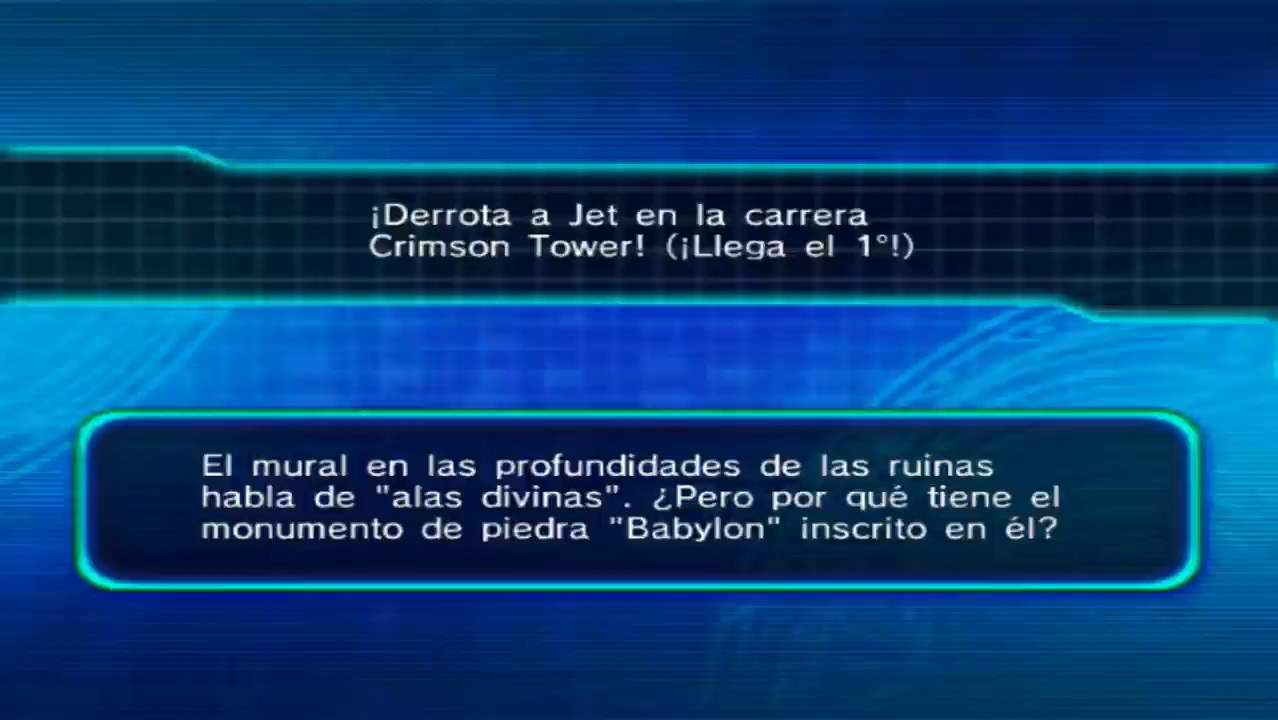 ¡Derrota a Jet en la carrera
Crimson Tower! (¡Llega el 1°!)
El mural en las profundidades de las ruinas
habla de "alas divinas". ¿Pero por qué tiene el
monumento de piedra "Babylon" inscrito en él?